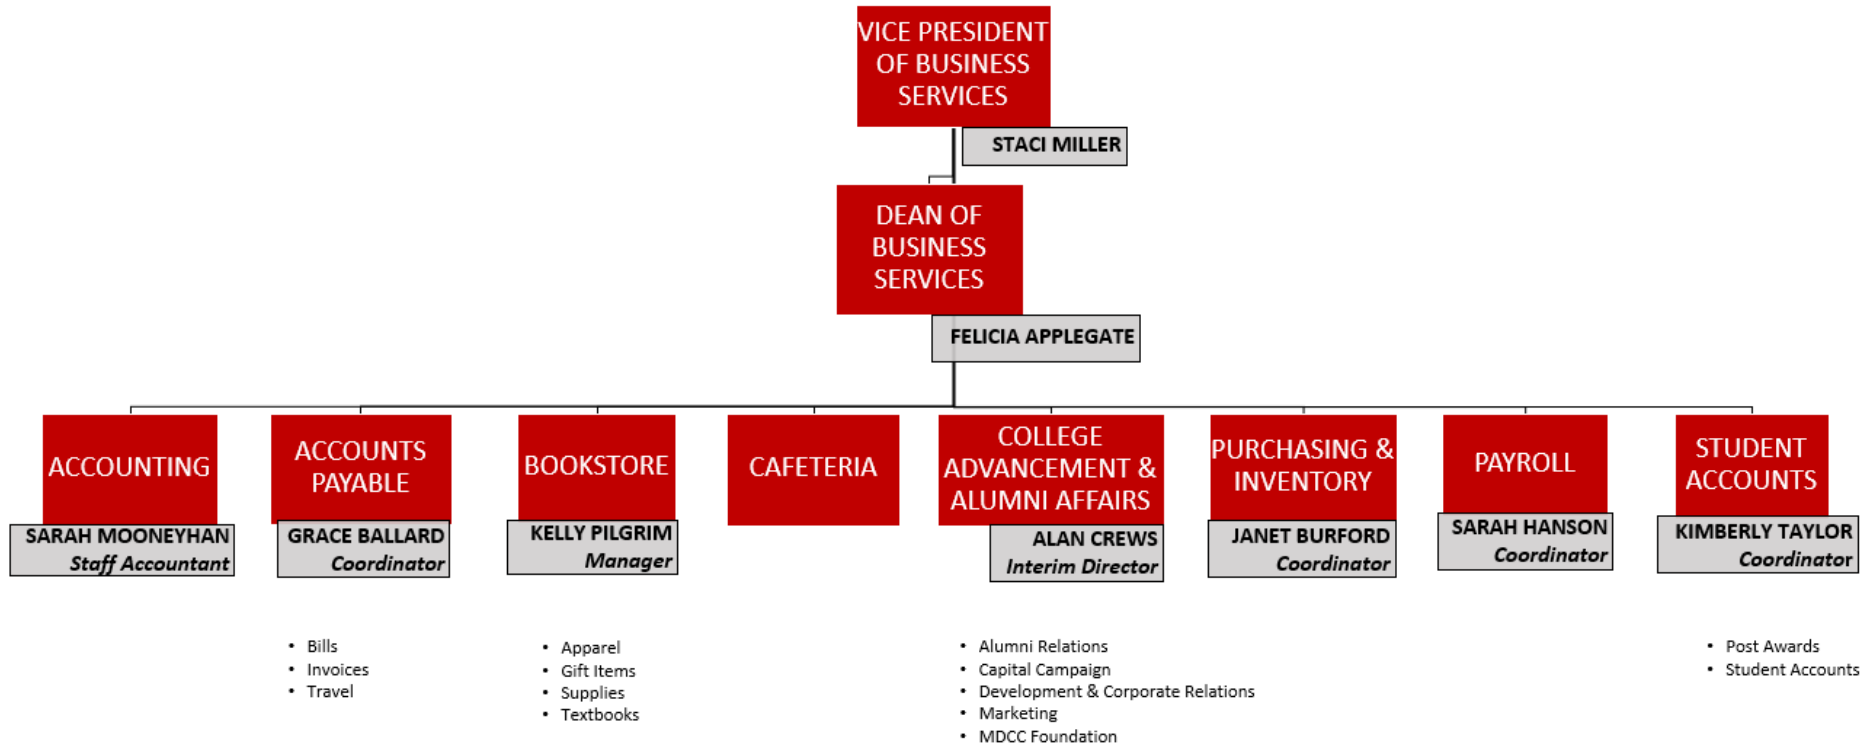 VICE PRESIDENT
OF BUSINESS
SERVICES
STACI MILLER
DEAN OF
BUSINESS
SERVICES
FELICIA APPLEGATE
ACCOUNTING
SARAH MOONEYHAN
Staff Accountant
ACCOUNTS
PAYABLE
GRACE BALLARD
Coordinator
• Bills
• Invoices
• Travel
BOOKSTORE
KELLY PILGRIM
Manager
• Apparel
• Gift Items
• Supplies
• Textbooks
CAFETERIA
COLLEGE
ADVANCEMENT &
ALUMNI AFFAIRS
ALAN CREWS
Interim Director
• Alumni Relations
• Capital Campaign
• Development & Corporate Relations
• Marketing
• MDCC Foundation
PURCHASING &
INVENTORY
JANET BURFORD
Coordinator
PAYROLL
SARAH HANSON
Coordinator
STUDENT
ACCOUNTS
KIMBERLY TAYLOR
Coordinator
• Post Awards
• Student Accounts